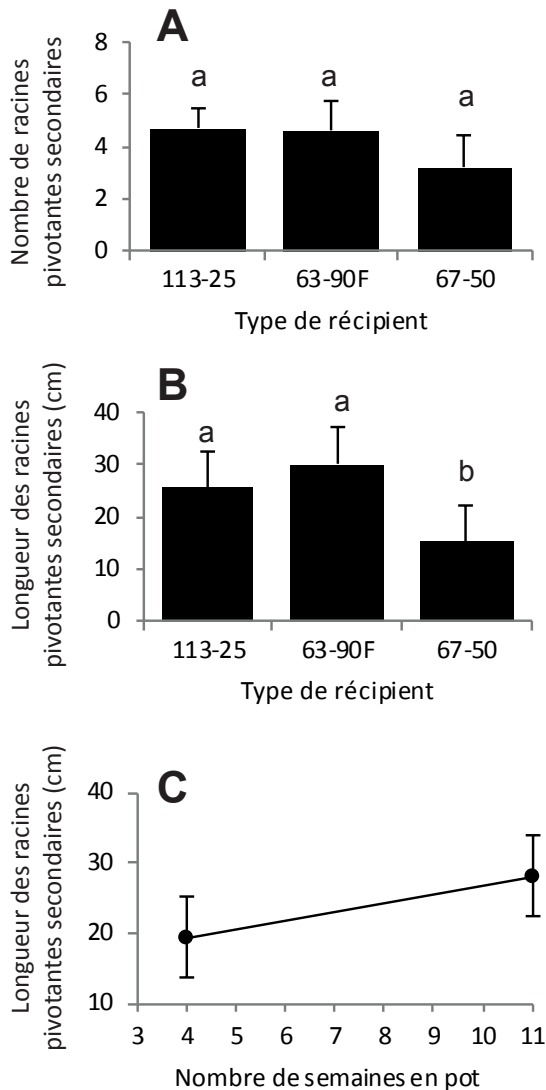 A
Nombre de racines
pivotantes secondaires
8
6
4
2
0
a
a
a
113-25
63-90F
67-50
Type de récipient
B
Longueur des racines
pivotantes secondaires (cm)
40
30
20
10
0
a
a
b
113-25
63-90F
67-50
Type de récipient
C
Longueur des racines
pivotantes secondaires (cm)
40
30
20
10
3 4 5 6 7 8 9 10 11
Nombre de semaines en pot